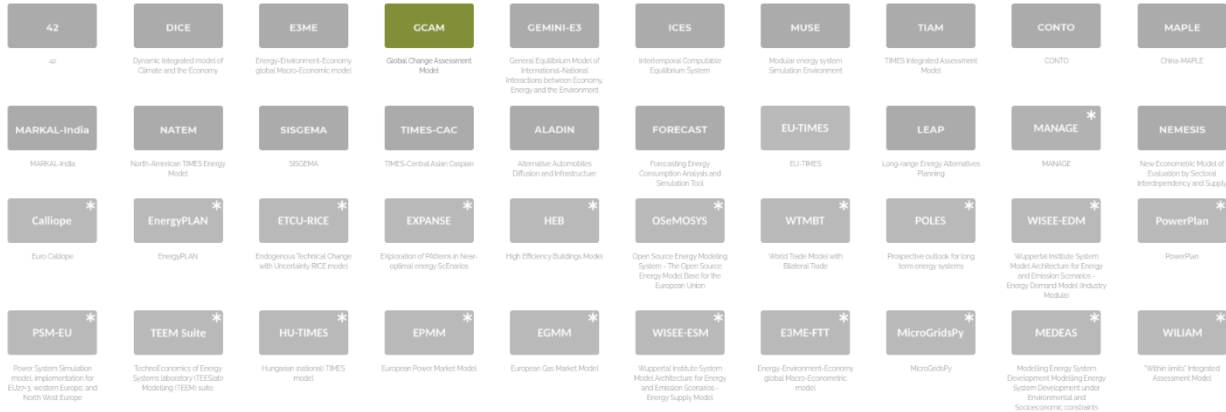 42
DICE
E3ME
GCAM
GEMINI-E3
ICES
MUSE
TIAM
CONTO
MAPLE
42
Dynamic Integrated model of
Climate and the Economy
Energy-Environment-Economy
global Macro-Economic model
Global Change Assessment
Model
General Equilibrium Model of
International-National
Interactions between Economy,
Energy and the Environment
Intertemporal Computable
Equilibrium System
Modular energy system
Simulation Environment
TIMES Integrated Assessment
Model
CONTO
China-MAPLE
MARKAL-India
NATEM
SISGEMA
TIMES-CAC
ALADIN
FORECAST
EU-TIMES
LEAP
MANAGE *
NEMESIS
MARKAL-India
North-American TIMES Energy
Model
SISGEMA
TIMES-Central Asian Caspian
Alternative Automobiles
Diffusion and Infrastructure
Forecasting Energy
Consumption Analysis and
Simulation Tool
EU-TIMES
Long-range Energy Alternatives
Planning
MANAGE
New Econometric Model of
Evaluation by Sectoral
Interdependency and Supply
Calliope *
EnergyPLAN *
ETCU-RICE *
EXPANSE *
HEB *
OSeMOSYS *
WTMBT *
POLES *
WISEE-EDM *
PowerPlan *
Euro Calliope
EnergyPLAN
Endogenous Technical Change
with Uncertainty RICE model
EXploration of PAtterns in Near-
optimal energy ScEnarios
High Efficiency Buildings Model
Open Source Energy Modeling
System - The Open Source
Energy Model Base for the
European Union
World Trade Model with
Bilateral Trade
Prospective outlook for long
term energy systems
Wuppertal Institute System
Model Architecture for Energy
and Emission Scenarios -
Energy Demand Model (Industry
Module)
PowerPlan
PSM-EU *
TEEM Suite *
HU-TIMES *
EPMM *
EGMM *
WISEE-ESM *
E3ME-FTT *
MicroGridsPy *
MEDEAS *
WILIAM *
Power System Simulation
model, implementation for
EU27+3, western Europe, and
North West Europe
TechnoEconomics of Energy
Systems laboratory (TEESlab)
Modelling (TEEM) suite
Hungarian (national) TIMES
model
European Power Market Model
European Gas Market Model
Wuppertal Institute System
Model Architecture for Energy
and Emission Scenarios -
Energy Supply Model
Energy-Environment-Economy
global Macro-Econometric
model
MicroGridsPy
Modelling Energy System
Development Modelling Energy
System Development under
Environmental and
Socioeconomic constraints
"Within limits" Integrated
Assessment Model